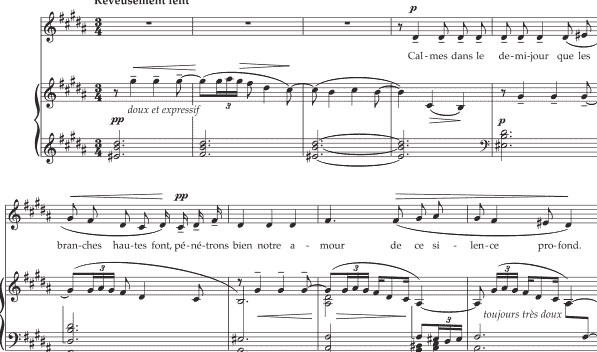 Rêveusement lent
p
Cal - mes dans le de - mi - jour que les
doux et expressif
pp
p
pp
bran - ches hau - tes font, pé - né - trons bien notre a - mour de ce si - len - ce pro - fond.
toujours très doux